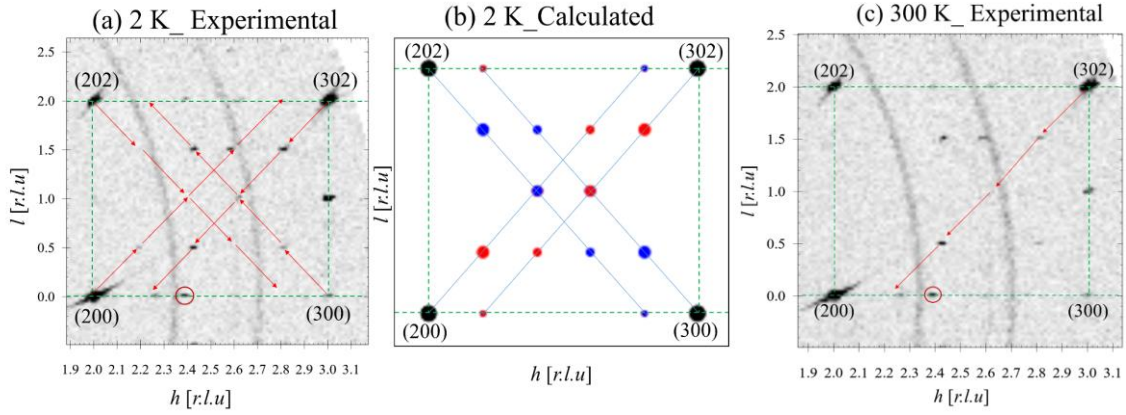 (a) 2 K_ Experimental
(b) 2 K_Calculated
(c) 300 K_ Experimental
2.5
2.0
1.5
1.0
0.5
0.0
l [r.l.u]
(202)
(302)
(200)
(300)
1.9 2.0 2.1 2.2 2.3 2.4 2.5 2.6 2.7 2.8 2.9 3.0 3.1
h [r.l.u]
l [r.l.u]
(202)
(302)
(200)
(300)
h [r.l.u]
2.5
2.0
1.5
1.0
0.5
0.0
l [r.l.u]
(202)
(302)
(200)
(300)
1.9 2.0 2.1 2.2 2.3 2.4 2.5 2.6 2.7 2.8 2.9 3.0 3.1
h [r.l.u]